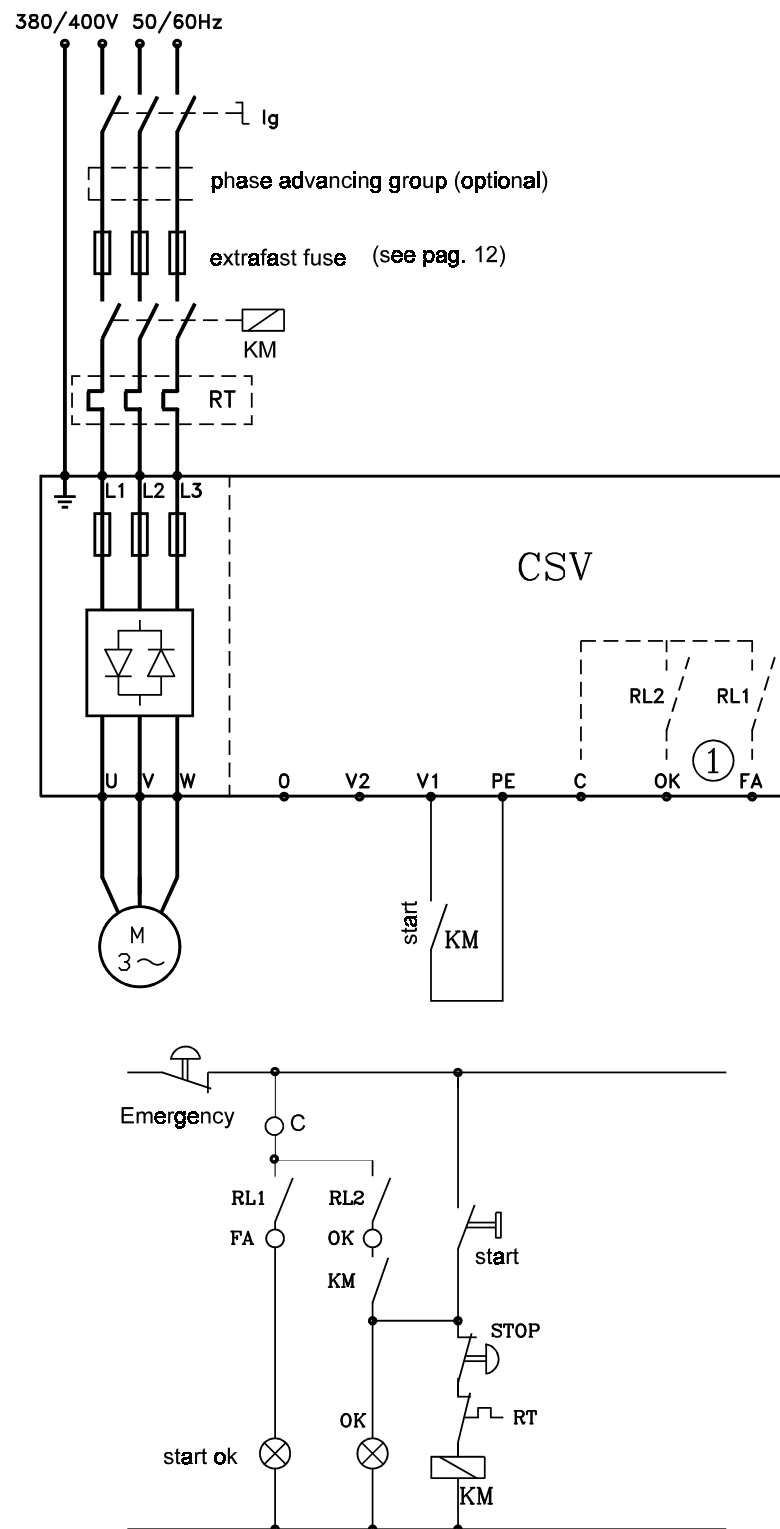 380/400V 50/60Hz
Ig
phase advancing group (optional)
extrafast fuse (see pag. 12)
KM
RT
L1 L2 L3
CSV
RL2 RL1
1
U V W 0 V2 V1 PE C OK FA
start KM
M
3~
Emergency
C
RL1 RL2
FA OK
start
KM
STOP
OK
RT
start ok
KM